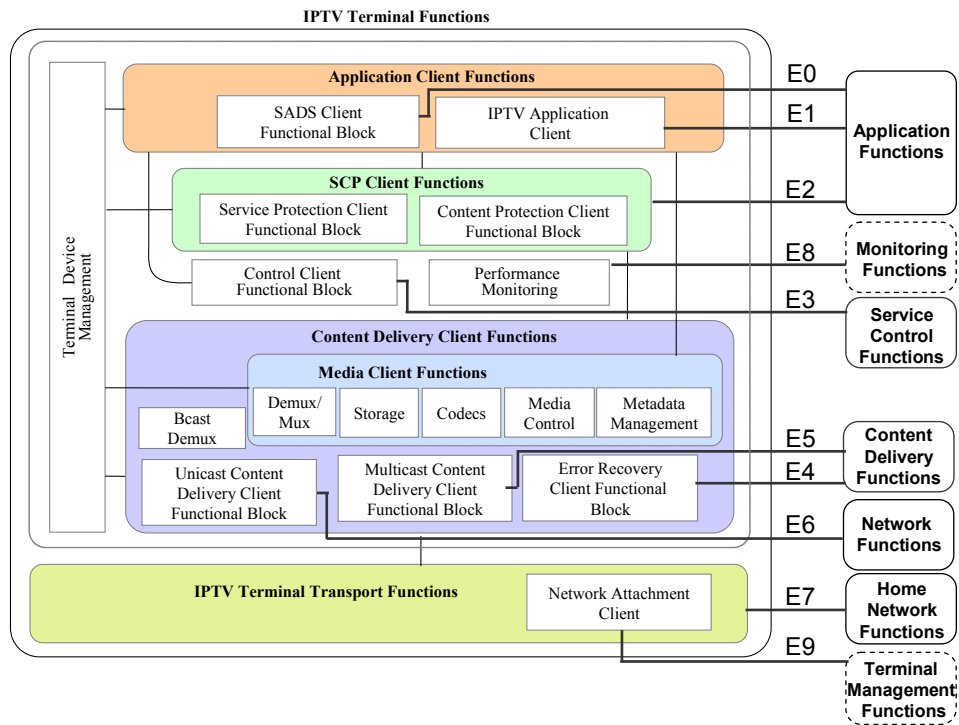 IPTV Terminal Functions
Terminal Device
Management
Application Client Functions
SADS Client
Functional Block
IPTV Application
Client
SCP Client Functions
Service Protection Client
Functional Block
Content Protection Client
Functional Block
Control Client
Functional Block
Performance
Monitoring
Content Delivery Client Functions
Media Client Functions
Demux/
Mux
Storage
Codecs
Media
Control
Metadata
Management
Bcast
Demux
Unicast Content
Delivery Client
Functional Block
Multicast Content
Delivery Client
Functional Block
Error Recovery
Client Functional
Block
IPTV Terminal Transport Functions
Network Attachment
Client
E0
E1
E2
E8
E3
E5
E4
E6
E7
E9
Application
Functions
Monitoring
Functions
Service
Control
Functions
Content
Delivery
Functions
Network
Functions
Home
Network
Functions
Terminal
Management
Functions